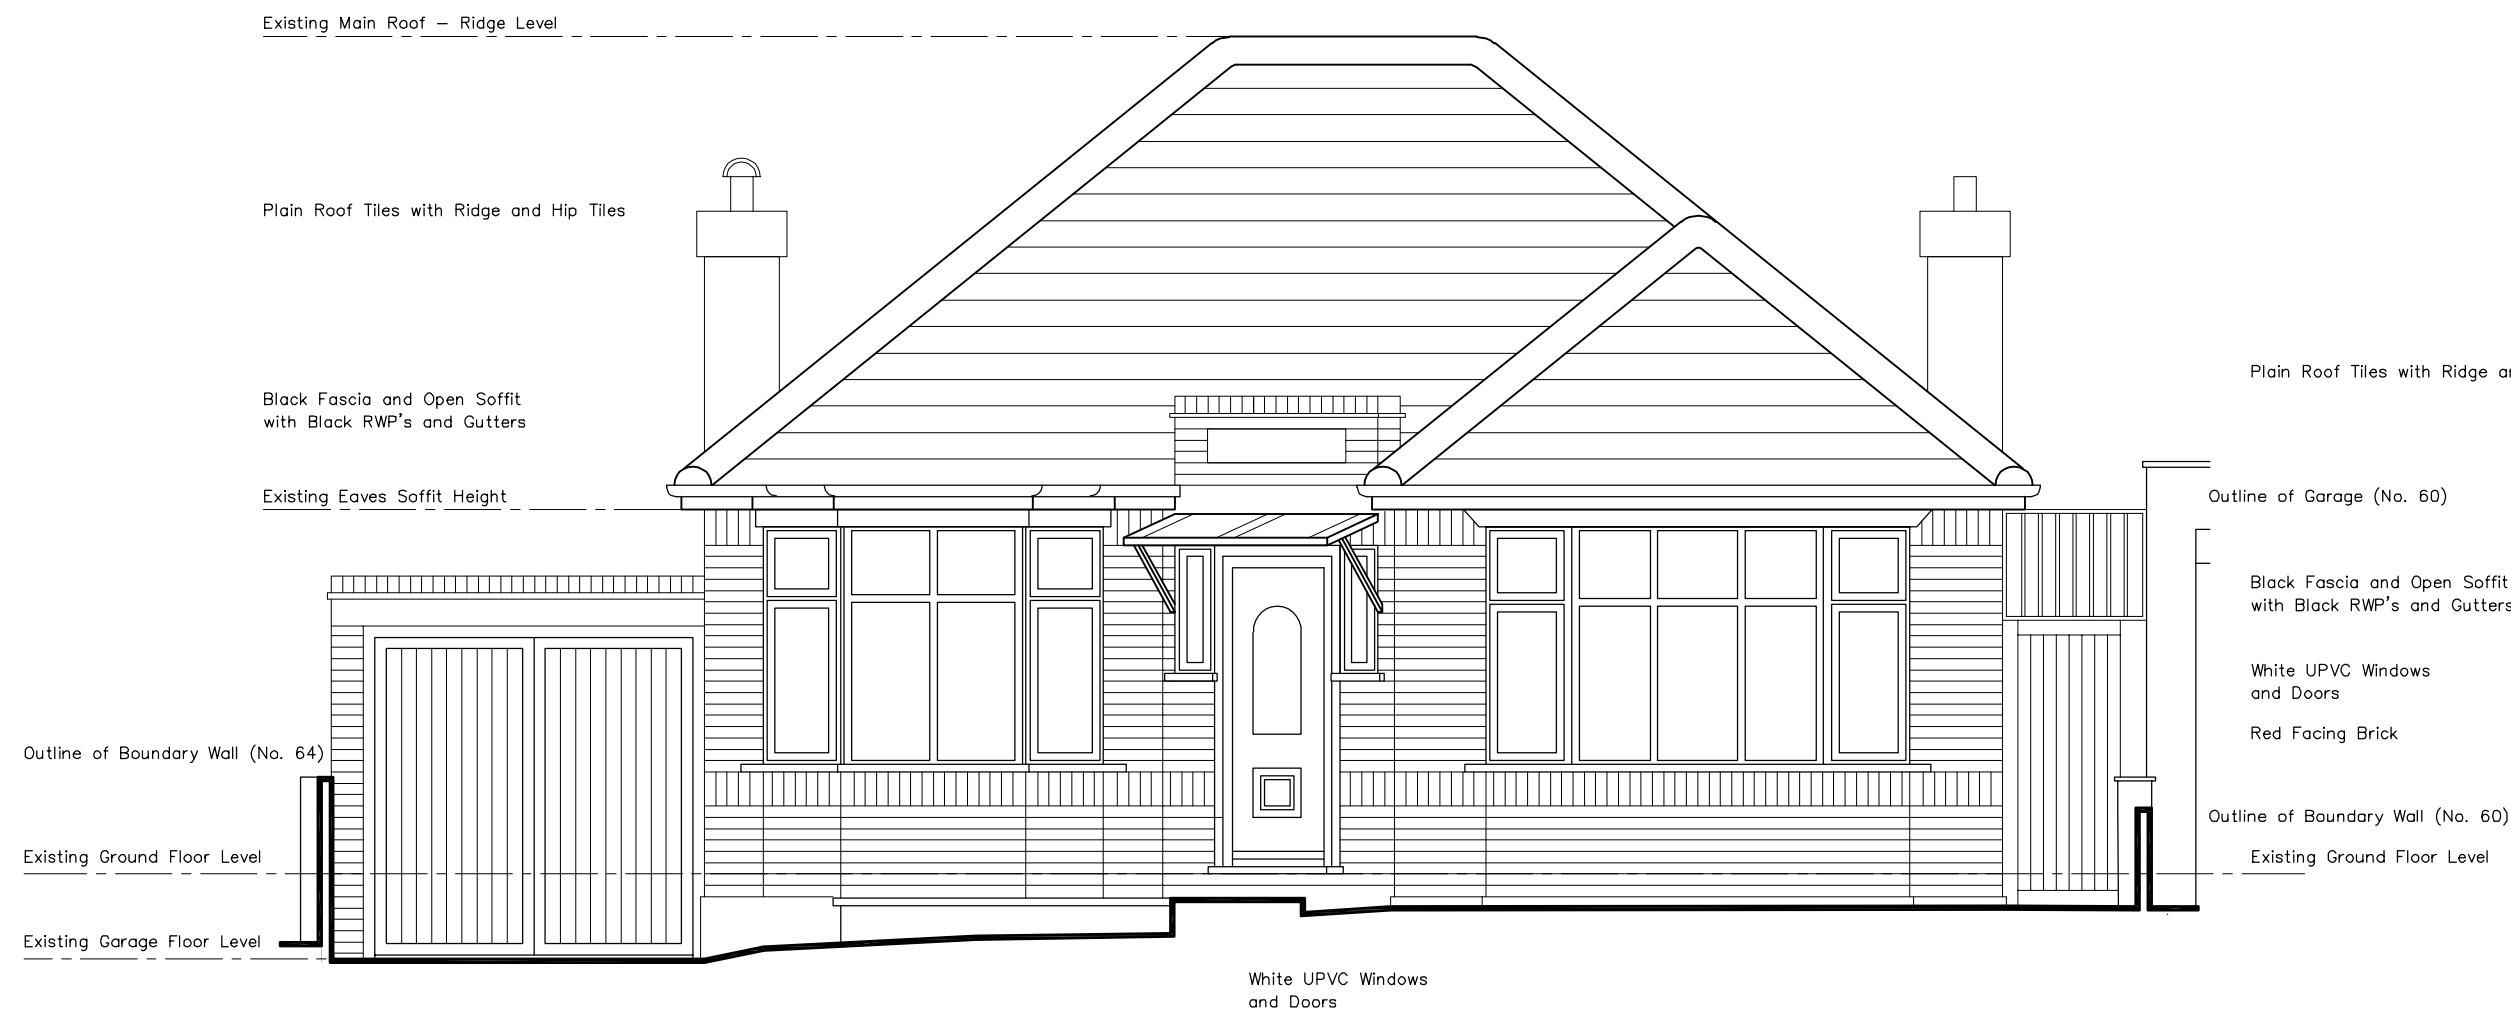 Existing Main Roof – Ridge Level
Plain Roof Tiles with Ridge and Hip Tiles
Plain Roof Tiles with Ridge
Black Fascia and Open Soffit
with Black RWP's and Gutters
Existing Eaves Soffit Height
Outline of Garage (No. 60)
Black Fascia and Open Soffit
with Black RWP's and Gutters
White UPVC Windows
and Doors
Red Facing Brick
Outline of Boundary Wall (No. 64)
Outline of Boundary Wall (No. 60)
Existing Ground Floor Level
Existing Ground Floor Level
Existing Garage Floor Level
White UPVC Windows
and Doors